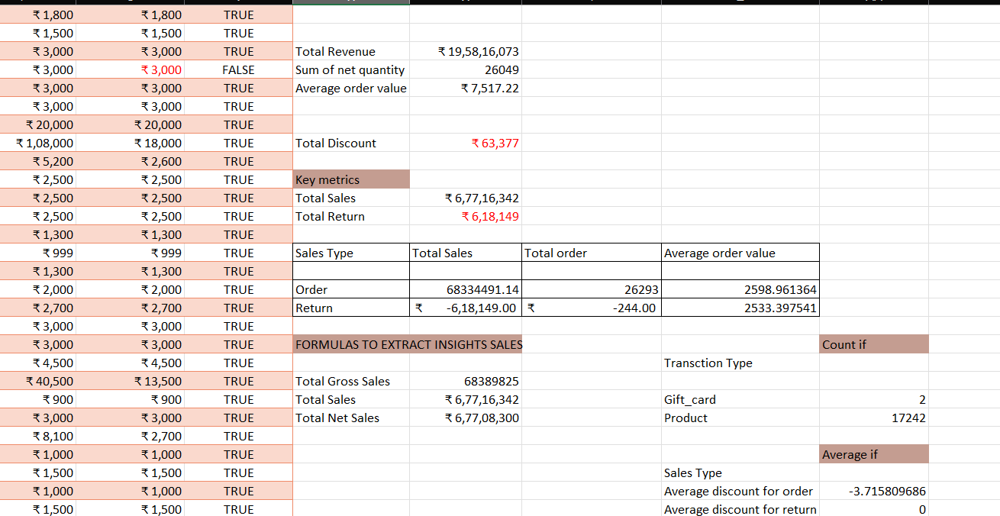 ₹ 1,800 ₹ 1,800 TRUE
₹ 1,500 ₹ 1,500 TRUE
₹ 3,000 ₹ 3,000 TRUE Total Revenue ₹ 19,58,16,073
₹ 3,000 ₹ 3,000 FALSE Sum of net quantity 26049
₹ 3,000 ₹ 3,000 TRUE Average order value ₹ 7,517.22
₹ 3,000 ₹ 3,000 TRUE
₹ 20,000 ₹ 20,000 TRUE
₹ 1,08,000 ₹ 18,000 TRUE Total Discount ₹ 63,377
₹ 5,200 ₹ 2,600 TRUE
₹ 2,500 ₹ 2,500 TRUE Key metrics
₹ 2,500 ₹ 2,500 TRUE Total Sales ₹ 6,77,16,342
₹ 2,500 ₹ 2,500 TRUE Total Return ₹ 6,18,149
₹ 1,300 ₹ 1,300 TRUE
₹ 999 ₹ 999 TRUE Sales Type Total Sales Total order Average order value
₹ 1,300 ₹ 1,300 TRUE
₹ 2,000 ₹ 2,000 TRUE Order 68334491.14 26293 2598.961364
₹ 2,700 ₹ 2,700 TRUE Return ₹ -6,18,149.00 ₹ -244.00 2533.397541
₹ 3,000 ₹ 3,000 TRUE
₹ 3,000 ₹ 3,000 TRUE FORMULAS TO EXTRACT INSIGHTS SALES Count if
₹ 4,500 ₹ 4,500 TRUE Transction Type
₹ 40,500 ₹ 13,500 TRUE Total Gross Sales 68389825
₹ 900 ₹ 900 TRUE Total Sales ₹ 6,77,16,342 Gift_card 2
₹ 3,000 ₹ 3,000 TRUE Total Net Sales ₹ 6,77,08,300 Product 17242
₹ 8,100 ₹ 2,700 TRUE
₹ 1,000 ₹ 1,000 TRUE Average if
₹ 1,500 ₹ 1,500 TRUE Sales Type
₹ 1,000 ₹ 1,000 TRUE Average discount for order -3.715809686
₹ 1,500 ₹ 1,500 TRUE Average discount for return 0